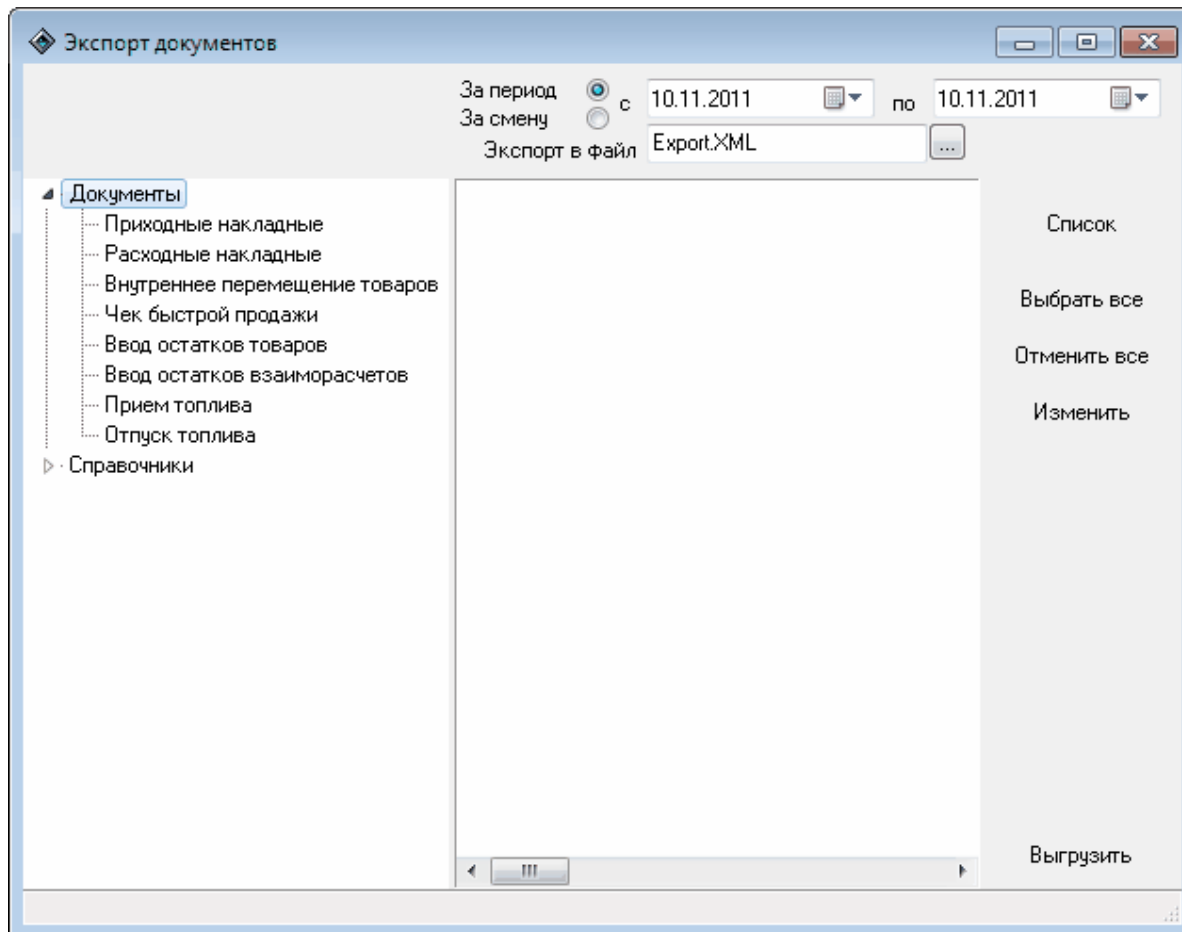 Экспорт документов
За период с 10.11.2011 по 10.11.2011
За смену
Экспорт в файл Export.XML ...
Документы
Приходные накладные
Расходные накладные
Внутреннее перемещение товаров
Чек быстрой продажи
Ввод остатков товаров
Ввод остатков взаиморасчетов
Прием топлива
Отпуск топлива
Справочники
Список
Выбрать все
Отменить все
Изменить
Выгрузить